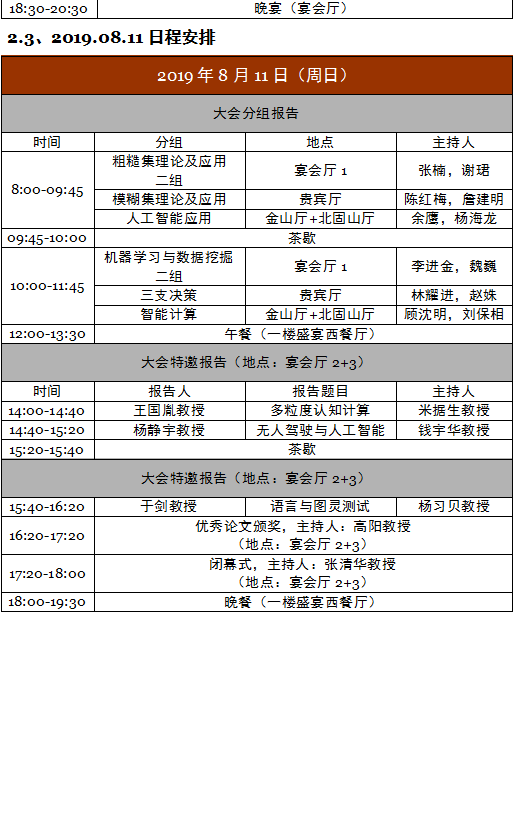 18:30-20:30 晚宴（宴会厅）
2.3、2019.08.11 日程安排
2019 年 8 月 11 日（周日）
大会分组报告
时间 分组 地点 主持人
8:00-09:45
粗糙集理论及应用
二组
宴会厅 1 张楠，谢珺
模糊集理论及应用 贵宾厅 陈红梅，詹建明
人工智能应用 金山厅+北固山厅 余鹰，杨海龙
09:45-10:00 茶歇
10:00-11:45
机器学习与数据挖掘
二组
宴会厅 1 李进金，魏巍
三支决策 贵宾厅 林耀进，赵姝
智能计算 金山厅+北固山厅 顾沈明，刘保相
12:00-13:30 午餐（一楼盛宴西餐厅）
大会特邀报告（地点：宴会厅 2+3）
时间 报告人 报告题目 主持人
14:00-14:40 王国胤教授 多粒度认知计算 米据生教授
14:40-15:20 杨静宇教授 无人驾驶与人工智能 钱宇华教授
15:20-15:40 茶歇
大会特邀报告（地点：宴会厅 2+3）
15:40-16:20 于剑教授 语言与图灵测试 杨习贝教授
16:20-17:20
优秀论文颁奖，主持人：高阳教授
（地点：宴会厅 2+3）
17:20-18:00
闭幕式，主持人：张清华教授
（地点：宴会厅 2+3）
18:00-19:30 晚餐（一楼盛宴西餐厅）